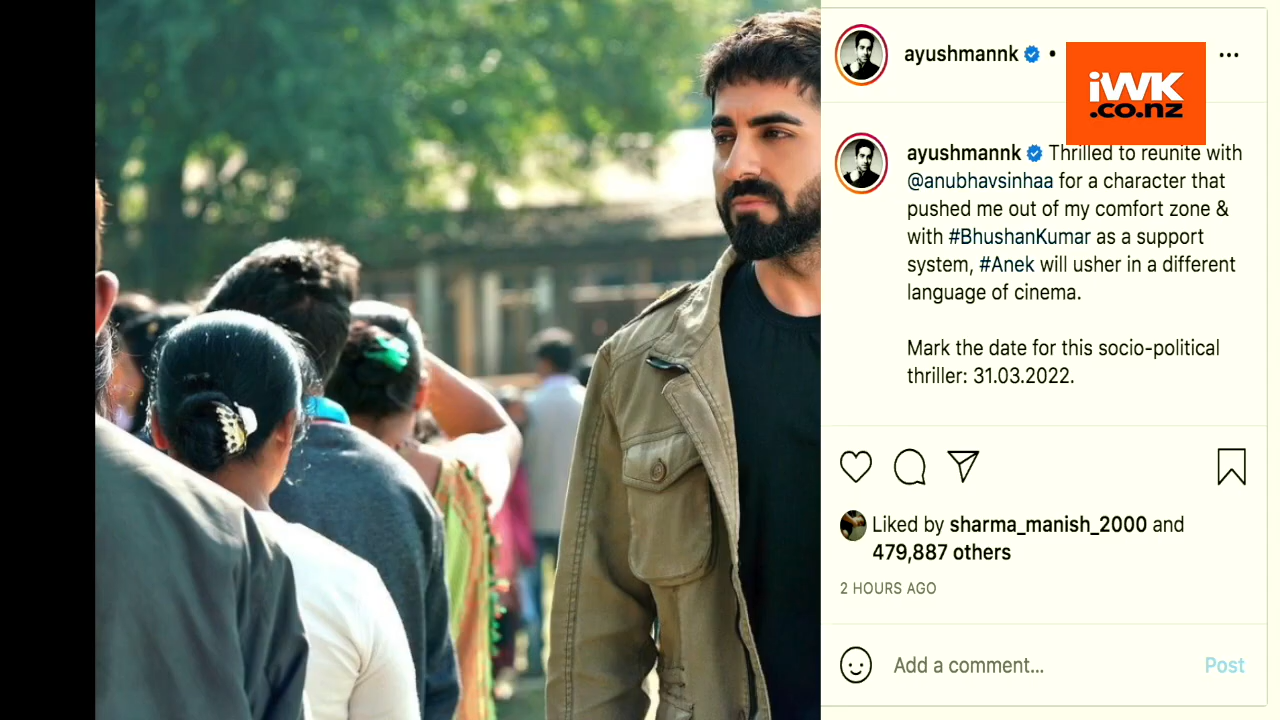 ayushmannk •
iWK
.co.nz
ayushmannk Thrilled to reunite with
@anubhavsinhaa for a character that
pushed me out of my comfort zone &
with #BhushanKumar as a support
system, #Anek will usher in a different
language of cinema.
Mark the date for this socio-political
thriller: 31.03.2022.
Liked by sharma_manish_2000 and
479,887 others
2 HOURS AGO
Add a comment... Post